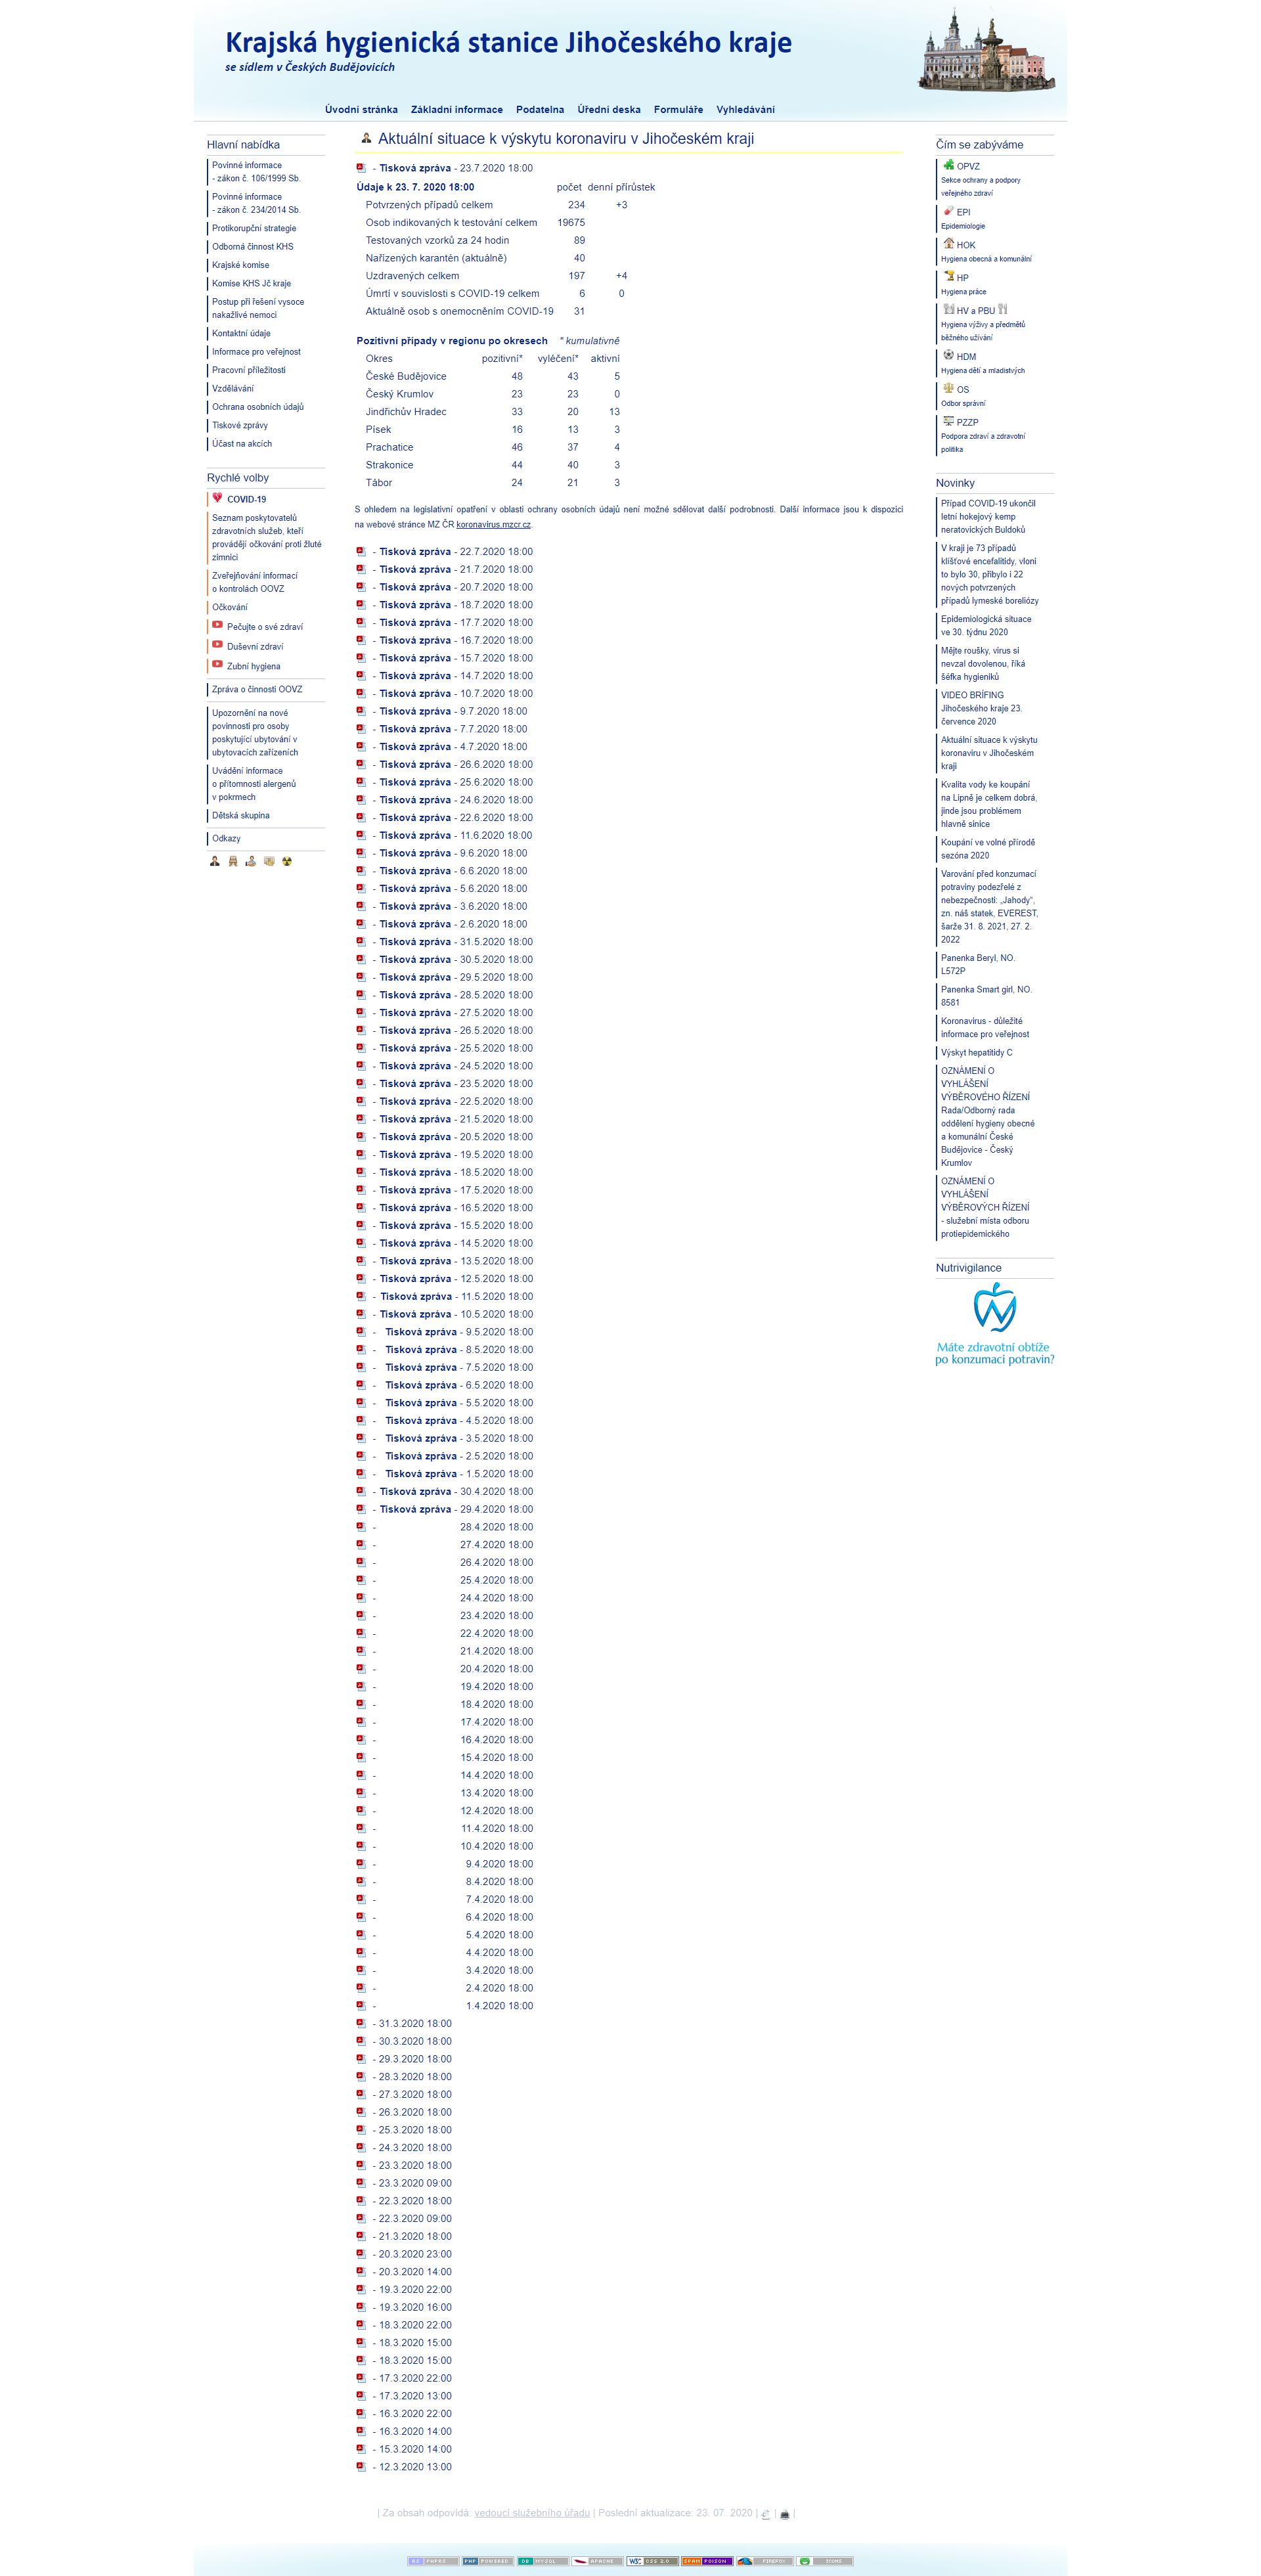 Krajská hygienická stanice Jihočeského kraje
se sídlem v Českých Budějovicích
Úvodní stránka Základní informace Podatelna Úřední deska Formuláře Vyhledávání
Hlavní nabídka
Povinné informace
- zákon č. 106/1999 Sb.
Povinné informace
- zákon č. 234/2014 Sb.
Protikorupční strategie
Odborná činnost KHS
Krajské komise
Komise KHS Jč kraje
Postup při řešení vysoce
nakažlivé nemoci
Kontaktní údaje
Informace pro veřejnost
Pracovní příležitosti
Vzdělávání
Ochrana osobních údajů
Tiskové zprávy
Účast na akcích
Rychlé volby
COVID-19
Seznam poskytovatelů
zdravotních služeb, kteří
provádějí očkování proti žluté
zimnici
Zveřejňování informací
o kontrolách OOVZ
Očkování
Pečujte o své zdraví
Duševní zdraví
Zubní hygiena
Zpráva o činnosti OOVZ
Upozornění na nové
povinnosti pro osoby
poskytující ubytování v
ubytovacích zařízeních
Uvádění informace
o přítomnosti alergenů
v pokrmech
Dětská skupina
Odkazy
Aktuální situace k výskytu koronaviru v Jihočeském kraji
- Tisková zpráva - 23.7.2020 18:00
Údaje k 23. 7. 2020 18:00 počet denní přírůstek
Potvrzených případů celkem 234 +3
Osob indikovaných k testování celkem 19675
Testovaných vzorků za 24 hodin 89
Nařízených karantén (aktuálně) 40
Uzdravených celkem 197 +4
Úmrtí v souvislosti s COVID-19 celkem 6 0
Aktuálně osob s onemocněním COVID-19 31
Pozitivní případy v regionu po okresech * kumulativně
Okres pozitivní* vyléčení* aktivní
České Budějovice 48 43 5
Český Krumlov 23 23 0
Jindřichův Hradec 33 20 13
Písek 16 13 3
Prachatice 46 37 4
Strakonice 44 40 3
Tábor 24 21 3
S ohledem na legislativní opatření v oblasti ochrany osobních údajů není možné sdělovat další podrobnosti. Další informace jsou k dispozici
na webové stránce MZ ČR koronavirus.mzcr.cz.
- Tisková zpráva - 22.7.2020 18:00
- Tisková zpráva - 21.7.2020 18:00
- Tisková zpráva - 20.7.2020 18:00
- Tisková zpráva - 18.7.2020 18:00
- Tisková zpráva - 17.7.2020 18:00
- Tisková zpráva - 16.7.2020 18:00
- Tisková zpráva - 15.7.2020 18:00
- Tisková zpráva - 14.7.2020 18:00
- Tisková zpráva - 10.7.2020 18:00
- Tisková zpráva - 9.7.2020 18:00
- Tisková zpráva - 7.7.2020 18:00
- Tisková zpráva - 4.7.2020 18:00
- Tisková zpráva - 26.6.2020 18:00
- Tisková zpráva - 25.6.2020 18:00
- Tisková zpráva - 24.6.2020 18:00
- Tisková zpráva - 22.6.2020 18:00
- Tisková zpráva - 11.6.2020 18:00
- Tisková zpráva - 9.6.2020 18:00
- Tisková zpráva - 6.6.2020 18:00
- Tisková zpráva - 5.6.2020 18:00
- Tisková zpráva - 3.6.2020 18:00
- Tisková zpráva - 2.6.2020 18:00
- Tisková zpráva - 31.5.2020 18:00
- Tisková zpráva - 30.5.2020 18:00
- Tisková zpráva - 29.5.2020 18:00
- Tisková zpráva - 28.5.2020 18:00
- Tisková zpráva - 27.5.2020 18:00
- Tisková zpráva - 26.5.2020 18:00
- Tisková zpráva - 25.5.2020 18:00
- Tisková zpráva - 24.5.2020 18:00
- Tisková zpráva - 23.5.2020 18:00
- Tisková zpráva - 22.5.2020 18:00
- Tisková zpráva - 21.5.2020 18:00
- Tisková zpráva - 20.5.2020 18:00
- Tisková zpráva - 19.5.2020 18:00
- Tisková zpráva - 18.5.2020 18:00
- Tisková zpráva - 17.5.2020 18:00
- Tisková zpráva - 16.5.2020 18:00
- Tisková zpráva - 15.5.2020 18:00
- Tisková zpráva - 14.5.2020 18:00
- Tisková zpráva - 13.5.2020 18:00
- Tisková zpráva - 12.5.2020 18:00
- Tisková zpráva - 11.5.2020 18:00
- Tisková zpráva - 10.5.2020 18:00
- Tisková zpráva - 9.5.2020 18:00
- Tisková zpráva - 8.5.2020 18:00
- Tisková zpráva - 7.5.2020 18:00
- Tisková zpráva - 6.5.2020 18:00
- Tisková zpráva - 5.5.2020 18:00
- Tisková zpráva - 4.5.2020 18:00
- Tisková zpráva - 3.5.2020 18:00
- Tisková zpráva - 2.5.2020 18:00
- Tisková zpráva - 1.5.2020 18:00
- Tisková zpráva - 30.4.2020 18:00
- Tisková zpráva - 29.4.2020 18:00
- 28.4.2020 18:00
- 27.4.2020 18:00
- 26.4.2020 18:00
- 25.4.2020 18:00
- 24.4.2020 18:00
- 23.4.2020 18:00
- 22.4.2020 18:00
- 21.4.2020 18:00
- 20.4.2020 18:00
- 19.4.2020 18:00
- 18.4.2020 18:00
- 17.4.2020 18:00
- 16.4.2020 18:00
- 15.4.2020 18:00
- 14.4.2020 18:00
- 13.4.2020 18:00
- 12.4.2020 18:00
- 11.4.2020 18:00
- 10.4.2020 18:00
- 9.4.2020 18:00
- 8.4.2020 18:00
- 7.4.2020 18:00
- 6.4.2020 18:00
- 5.4.2020 18:00
- 4.4.2020 18:00
- 3.4.2020 18:00
- 2.4.2020 18:00
- 1.4.2020 18:00
- 31.3.2020 18:00
- 30.3.2020 18:00
- 29.3.2020 18:00
- 28.3.2020 18:00
- 27.3.2020 18:00
- 26.3.2020 18:00
- 25.3.2020 18:00
- 24.3.2020 18:00
- 23.3.2020 18:00
- 23.3.2020 09:00
- 22.3.2020 18:00
- 22.3.2020 09:00
- 21.3.2020 18:00
- 20.3.2020 23:00
- 20.3.2020 14:00
- 19.3.2020 22:00
- 19.3.2020 16:00
- 18.3.2020 22:00
- 18.3.2020 15:00
- 18.3.2020 15:00
- 17.3.2020 22:00
- 17.3.2020 13:00
- 16.3.2020 22:00
- 16.3.2020 14:00
- 15.3.2020 14:00
- 12.3.2020 13:00
Čím se zabýváme
OPVZ
Sekce ochrany a podpory
veřejného zdraví
EPI
Epidemiologie
HOK
Hygiena obecná a komunální
HP
Hygiena práce
HV a PBU
Hygiena výživy a předmětů
běžného užívání
HDM
Hygiena dětí a mladistvých
OS
Odbor správní
PZZP
Podpora zdraví a zdravotní
politika
Novinky
Případ COVID-19 ukončil
letní hokejový kemp
neratovických Buldoků
V kraji je 73 případů
klíšťové encefalitidy, vloni
to bylo 30, přibylo i 22
nových potvrzených
případů lymeské boreliózy
Epidemiologická situace
ve 30. týdnu 2020
Mějte roušky, virus si
nevzal dovolenou, říká
šéfka hygieniků
VIDEO BRÍFING
Jihočeského kraje 23.
července 2020
Aktuální situace k výskytu
koronaviru v Jihočeském
kraji
Kvalita vody ke koupání
na Lipně je celkem dobrá,
jinde jsou problémem
hlavně sinice
Koupání ve volné přírodě
sezóna 2020
Varování před konzumací
potraviny podezřelé z
nebezpečnosti: „Jahody“,
zn. náš statek, EVEREST,
šarže 31. 8. 2021, 27. 2.
2022
Panenka Beryl, NO.
L572P
Panenka Smart girl, NO.
8581
Koronavirus - důležité
informace pro veřejnost
Výskyt hepatitidy C
OZNÁMENÍ O
VYHLÁŠENÍ
VÝBĚROVÉHO ŘÍZENÍ
Rada/Odborný rada
oddělení hygieny obecné
a komunální České
Budějovice - Český
Krumlov
OZNÁMENÍ O
VYHLÁŠENÍ
VÝBĚROVÝCH ŘÍZENÍ
- služební místa odboru
protiepidemického
Nutrivigilance
Máte zdravotní obtíže
po konzumaci potravin?
| Za obsah odpovídá: vedoucí služebního úřadu | Poslední aktualizace: 23. 07. 2020 | | |
RS PHPRS PHP POWERED DB MYSQL APACHE W3C RSS 2.0 SPAM POISON FIREFOX